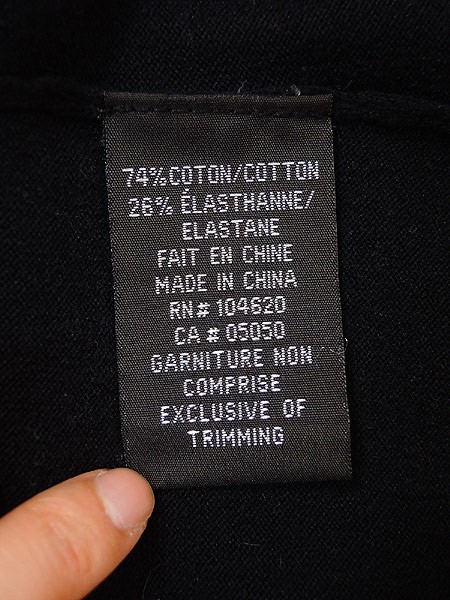 74%COTON/COTTON
26% ÉLASTHANNE/
ELASTANE
FAIT EN CHINE
MADE IN CHINA
RN# 104620
CA # 05050
GARNITURE NON
COMPRISE
EXCLUSIVE OF
TRIMMING